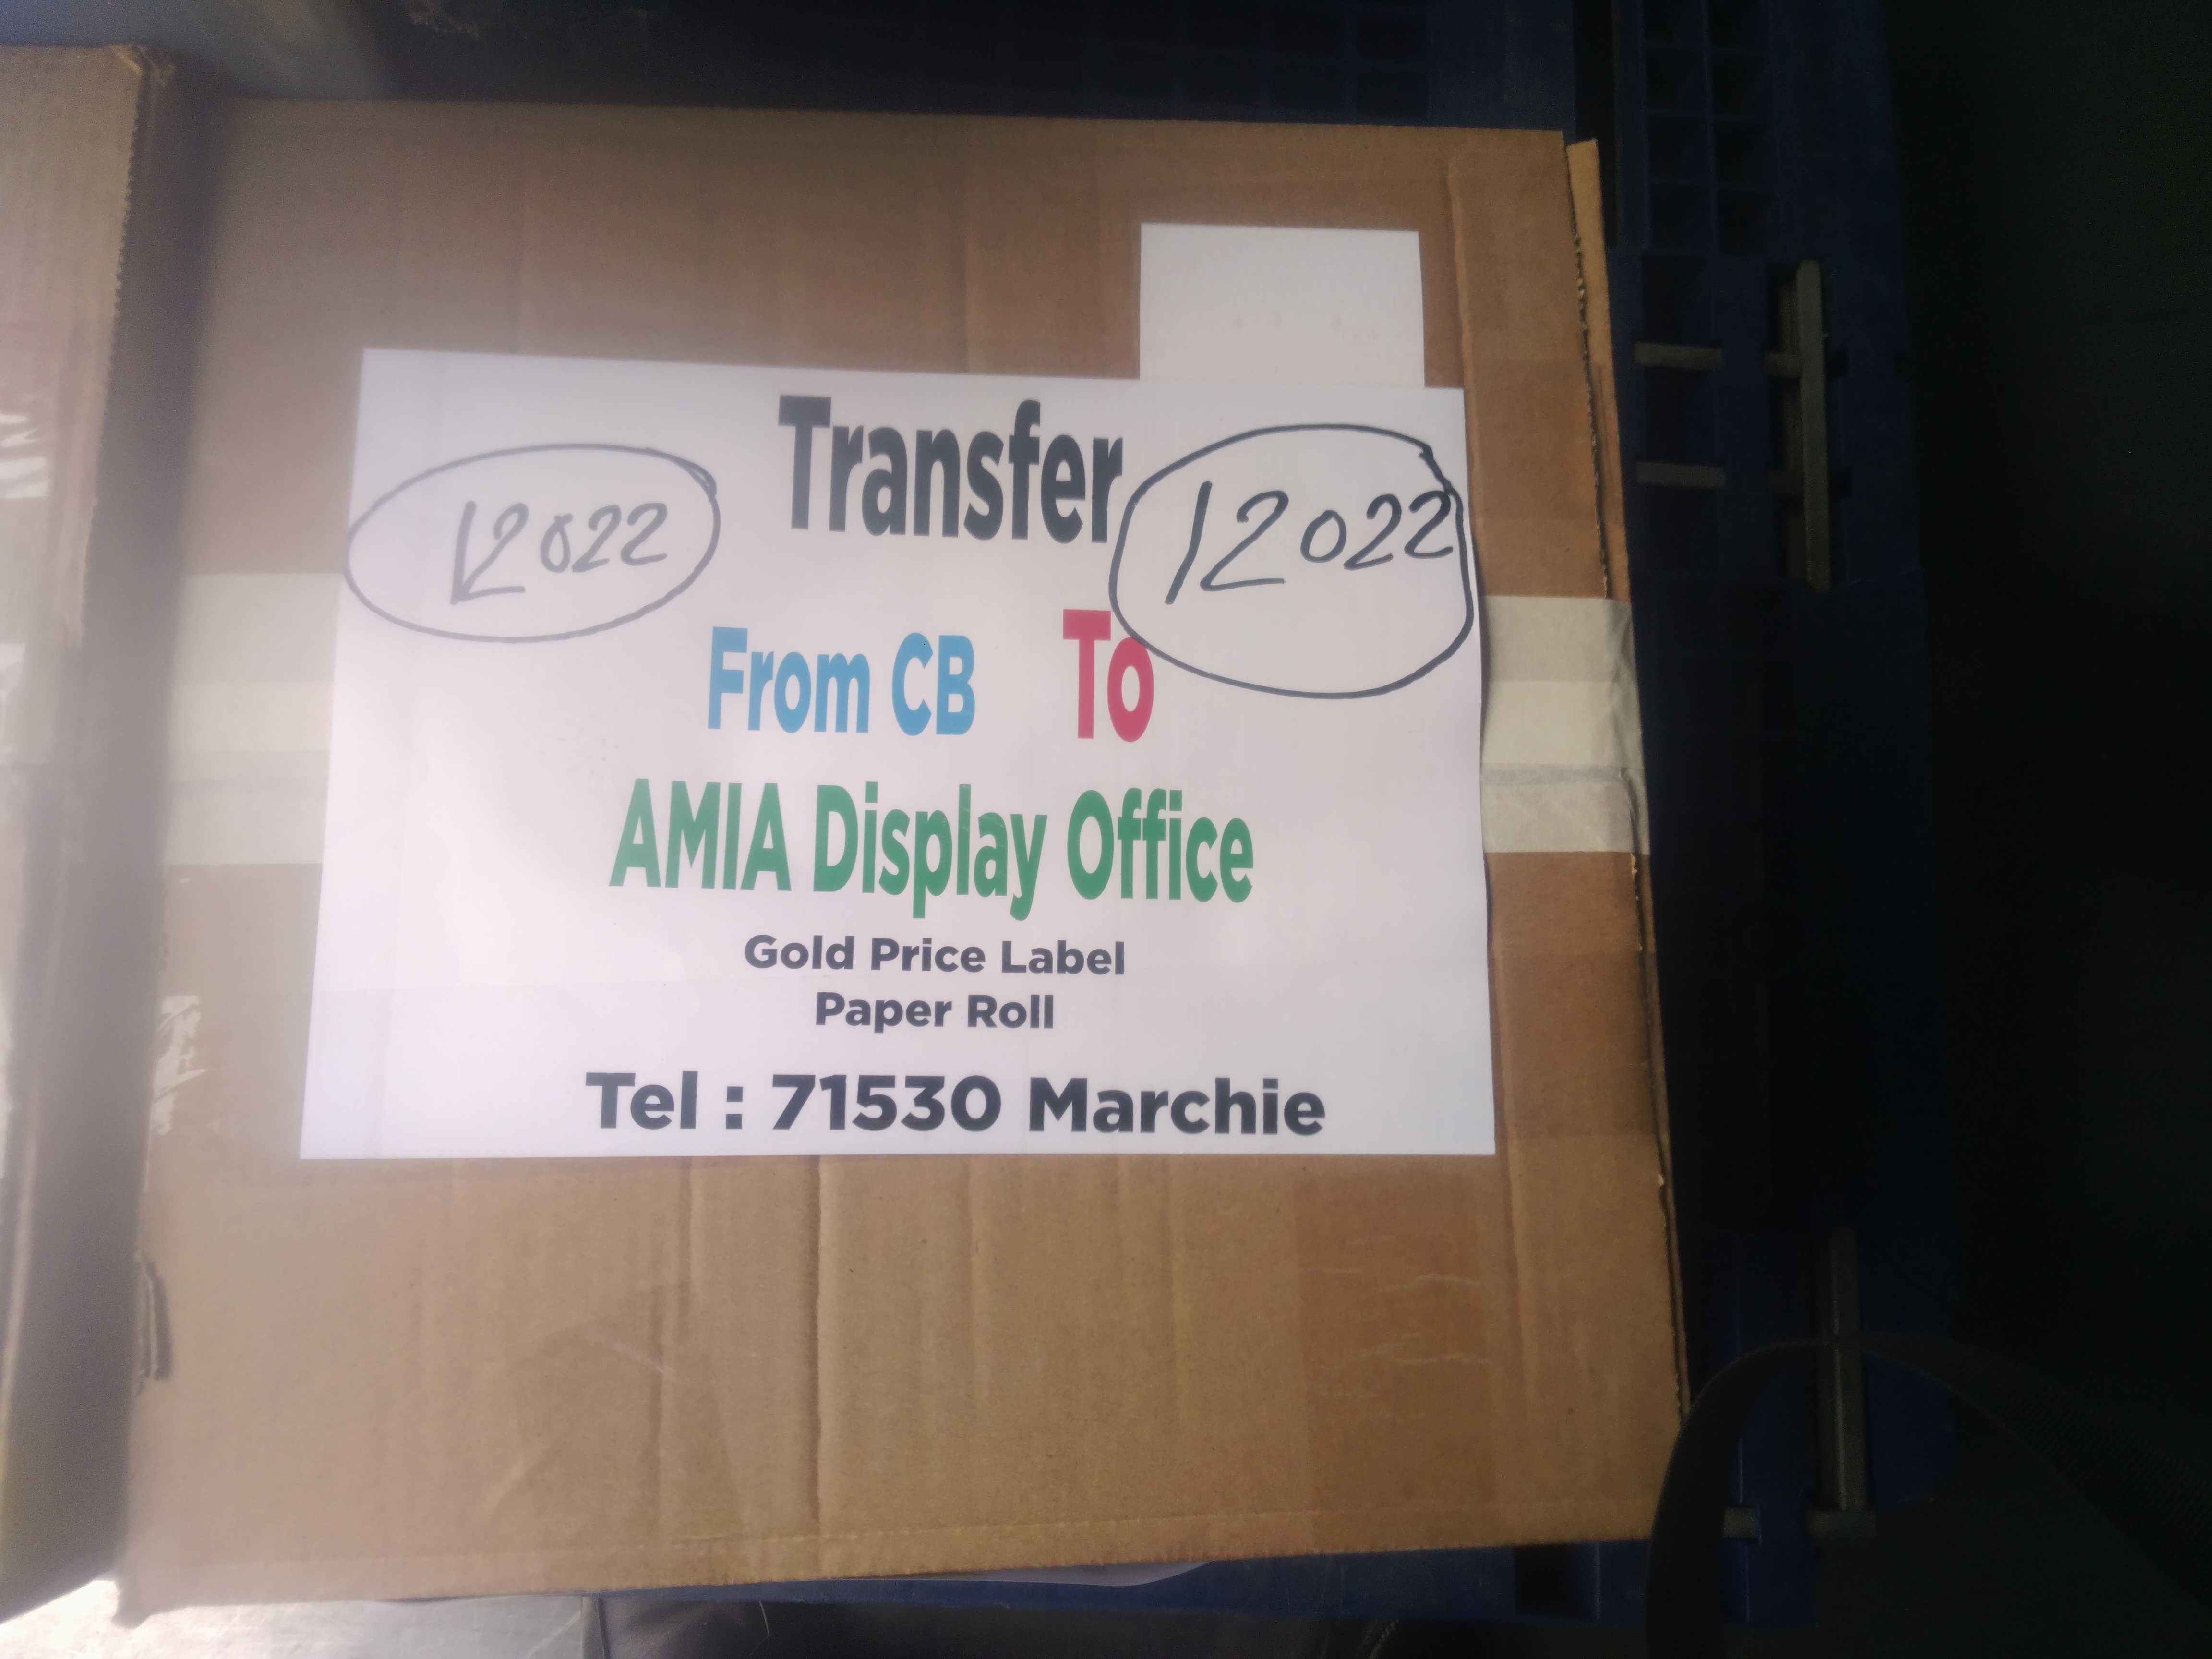 Transfer
12022
12022
From CB To
AMIA Display Office
Gold Price Label
Paper Roll
Tel : 71530 Marchie